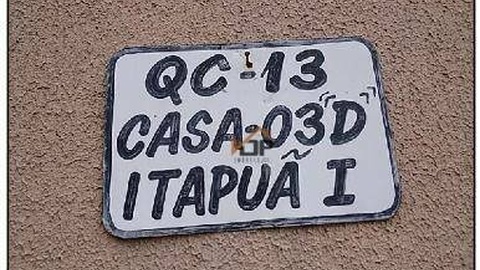 QC-13
CASA-03"D"
ITAPUÃ I